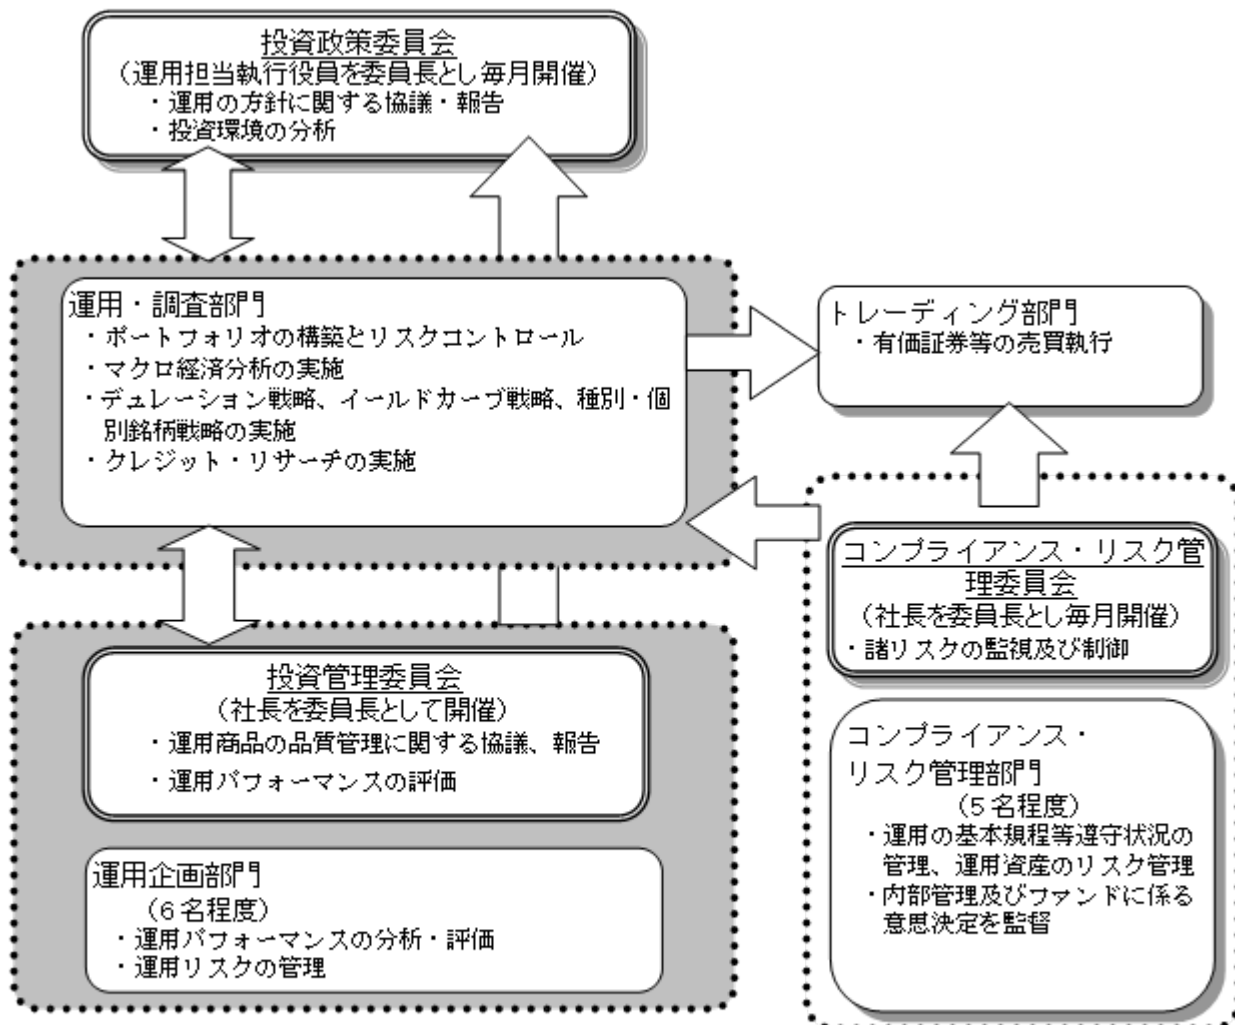 投資政策委員会
（運用担当執行役員を委員長とし毎月開催）
・運用の方針に関する協議・報告
・投資環境の分析
運用・調査部門
・ポートフォリオの構築とリスクコントロール
・マクロ経済分析の実施
・デュレーション戦略、イールドカーブ戦略、種別・個
別銘柄戦略の実施
・クレジット・リサーチの実施
トレーディング部門
・有価証券等の売買執行
コンプライアンス・リスク管
理委員会
（社長を委員長とし毎月開催）
・諸リスクの監視及び制御
投資管理委員会
（社長を委員長として開催）
・運用商品の品質管理に関する協議、報告
・運用パフォーマンスの評価
コンプライアンス・
リスク管理部門
（５名程度）
・運用の基本規程等遵守状況の
管理、運用資産のリスク管理
・内部管理及びファンドに係る
意思決定を監督
運用企画部門
（６名程度）
・運用パフォーマンスの分析・評価
・運用リスクの管理